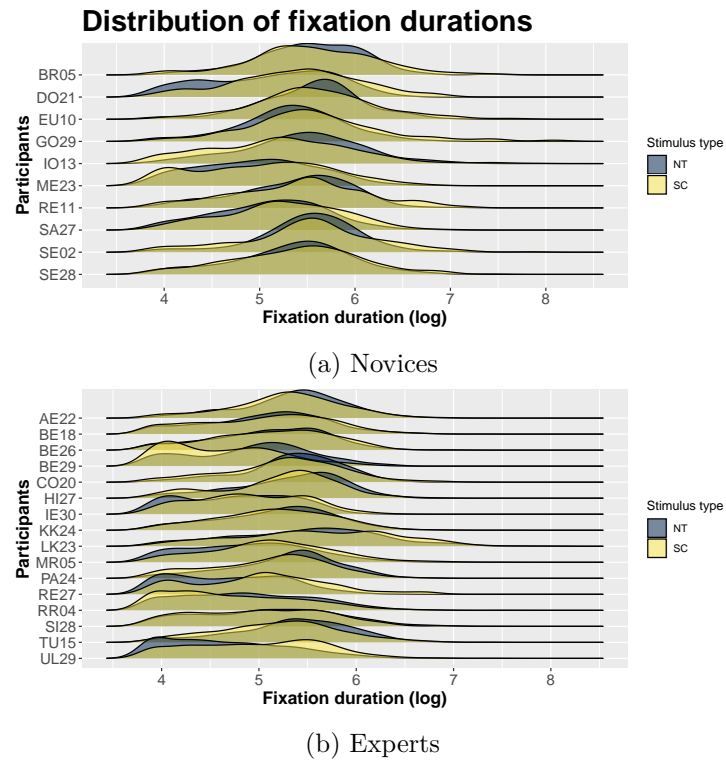 Distribution of fixation durations
Participants
BR05
DO21
EU10
GO29
IO13
ME23
RE11
SA27
SE02
SE28
4 5 6 7 8
Fixation duration (log)
Stimulus type
NT
SC
(a) Novices
Participants
AE22
BE18
BE26
BE29
CO20
HI27
IE30
KK24
LK23
MR05
PA24
RE27
RR04
SI28
TU15
UL29
4 5 6 7 8
Fixation duration (log)
Stimulus type
NT
SC
(b) Experts